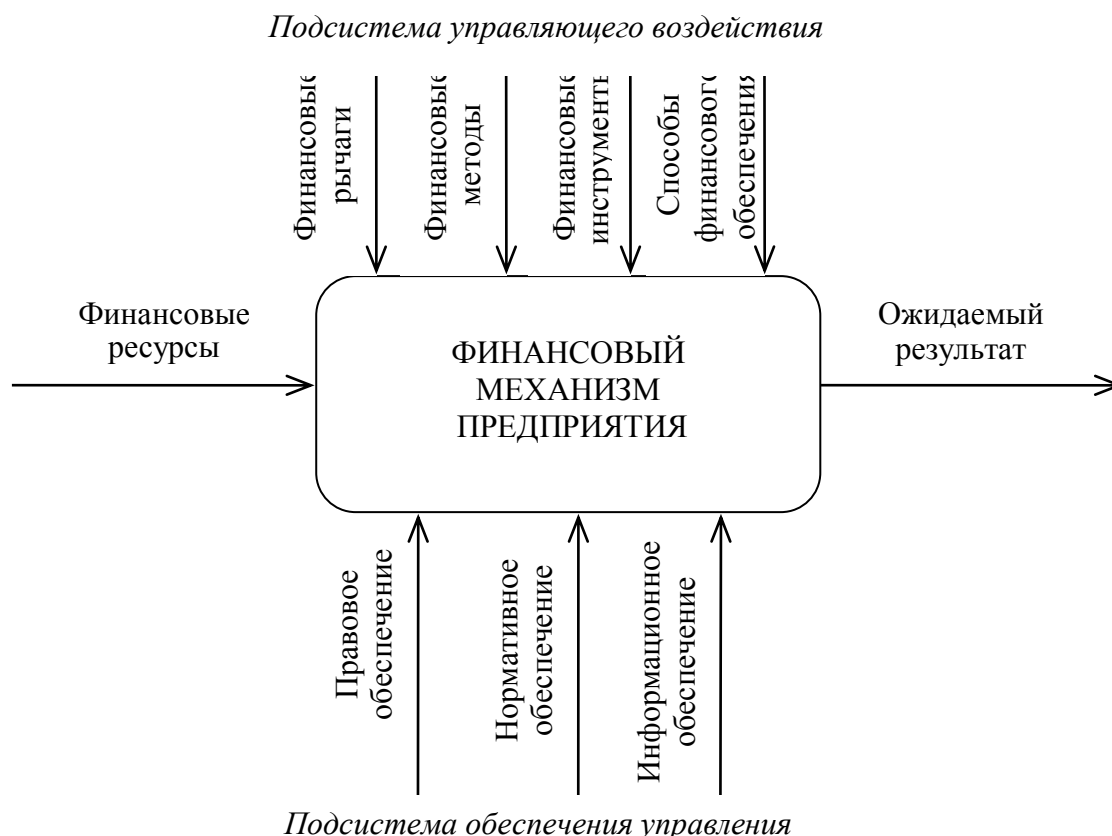 Подсистема управляющего воздействия
Финансовые
рычаги
Финансовые
методы
Финансовые
инструменты
Способы
финансового
обеспечения
Финансовые
ресурсы
ФИНАНСОВЫЙ
МЕХАНИЗМ
ПРЕДПРИЯТИЯ
Ожидаемый
результат
Правовое
обеспечение
Нормативное
обеспечение
Информационное
обеспечение
Подсистема обеспечения управления